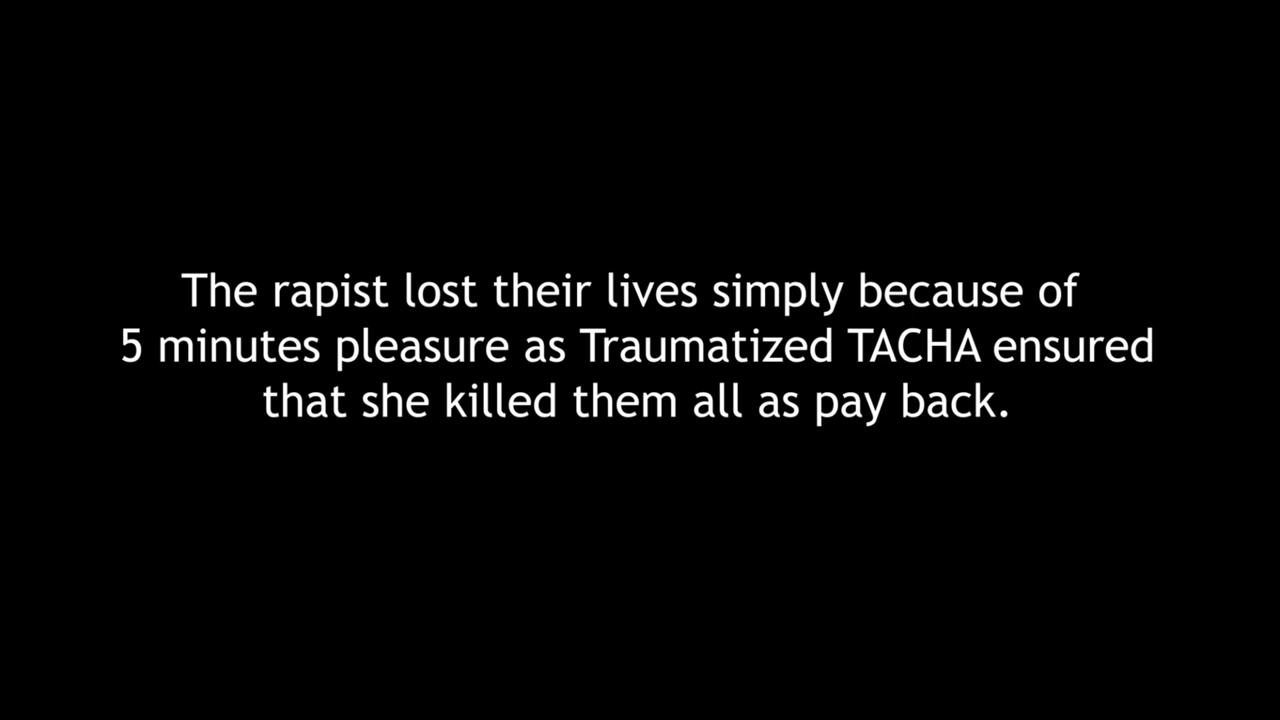 The rapist lost their lives simply because of
5 minutes pleasure as Traumatized TACHA ensured
that she killed them all as pay back.